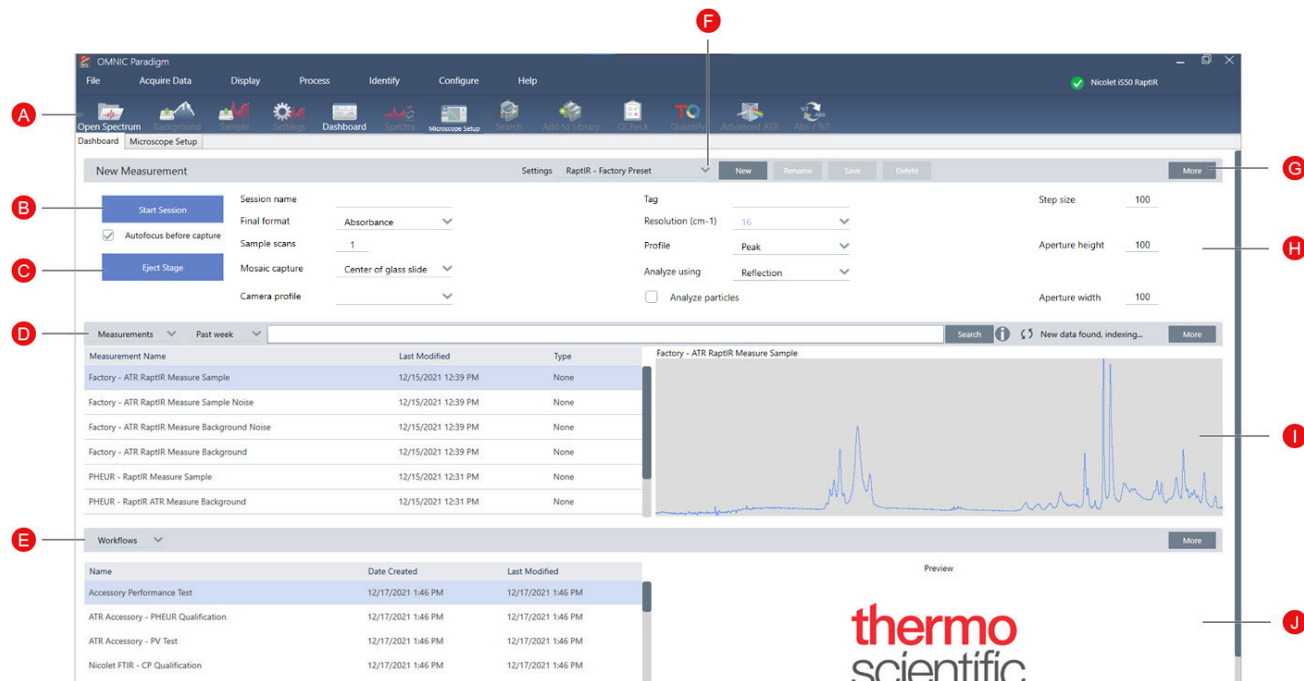 F
OMNIC Paradigm
File Acquire Data Display Process Identify Configure Help
Nicolet iS50 RaptIR
A
Open Spectrum Background Sample Settings Dashboard Spectra Microscope Setup Search Add to Library QCheck TQ Quantify Advanced ATR %T ABS Abs / %T
Dashboard Microscope Setup
New Measurement Settings RaptIR - Factory Preset New Rename Save Delete More
G
B
Start Session Session name Tag Step size 100
Final format Absorbance Resolution (cm-1) 16
Autofocus before capture Sample scans 1 Profile Peak Aperture height 100
H
C
Eject Stage Mosaic capture Center of glass slide Analyze using Reflection
Camera profile Analyze particles Aperture width 100
D
Measurements Past week Search New data found, indexing... More
Measurement Name Last Modified Type Factory - ATR RaptIR Measure Sample
Factory - ATR RaptIR Measure Sample 12/15/2021 12:39 PM None
Factory - ATR RaptIR Measure Sample Noise 12/15/2021 12:39 PM None
Factory - ATR RaptIR Measure Background Noise 12/15/2021 12:39 PM None
I
Factory - ATR RaptIR Measure Background 12/15/2021 12:39 PM None
PHEUR - RaptIR Measure Sample 12/15/2021 12:31 PM None
PHEUR - RaptIR ATR Measure Background 12/15/2021 12:31 PM None
E
Workflows More
Name Date Created Last Modified Preview
Accessory Performance Test 12/17/2021 1:46 PM 12/17/2021 1:46 PM
ATR Accessory - PHEUR Qualification 12/17/2021 1:46 PM 12/17/2021 1:46 PM
J
ATR Accessory - PV Test 12/17/2021 1:46 PM 12/17/2021 1:46 PM
Nicolet FTIR - CP Qualification 12/17/2021 1:46 PM 12/17/2021 1:46 PM
thermo
scientific